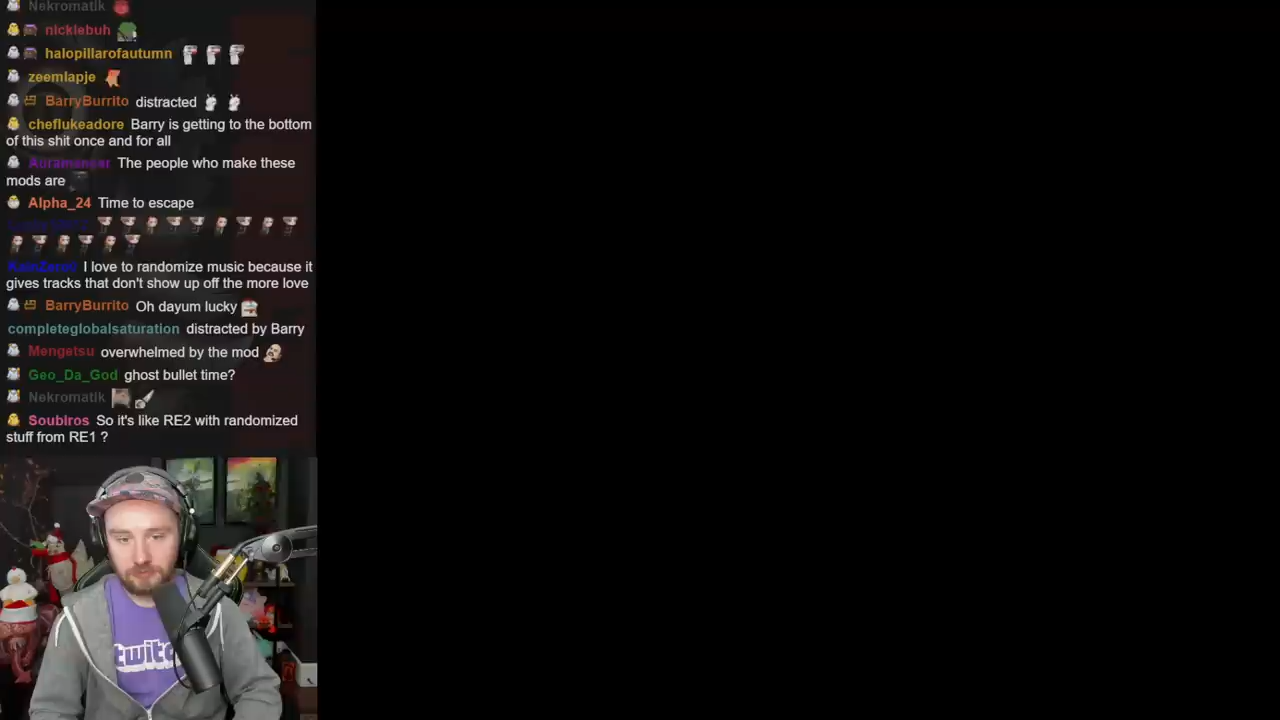 Nekromatik
nicklebuh
halopillarofautumn
zeemlapje
BarryBurrito distracted
cheflukeadore Barry is getting to the bottom
of this shit once and for all
The people who make these
mods are
Alpha_24 Time to escape
I love to randomize music because it
gives tracks that don't show up off the more love
BarryBurrito Oh dayum lucky
completeglobalsaturation distracted by Barry
Mengetsu overwhelmed by the mod
Geo_Da_God ghost bullet time?
Nekromatik
Soubiros So it's like RE2 with randomized
stuff from RE1 ?
twitc